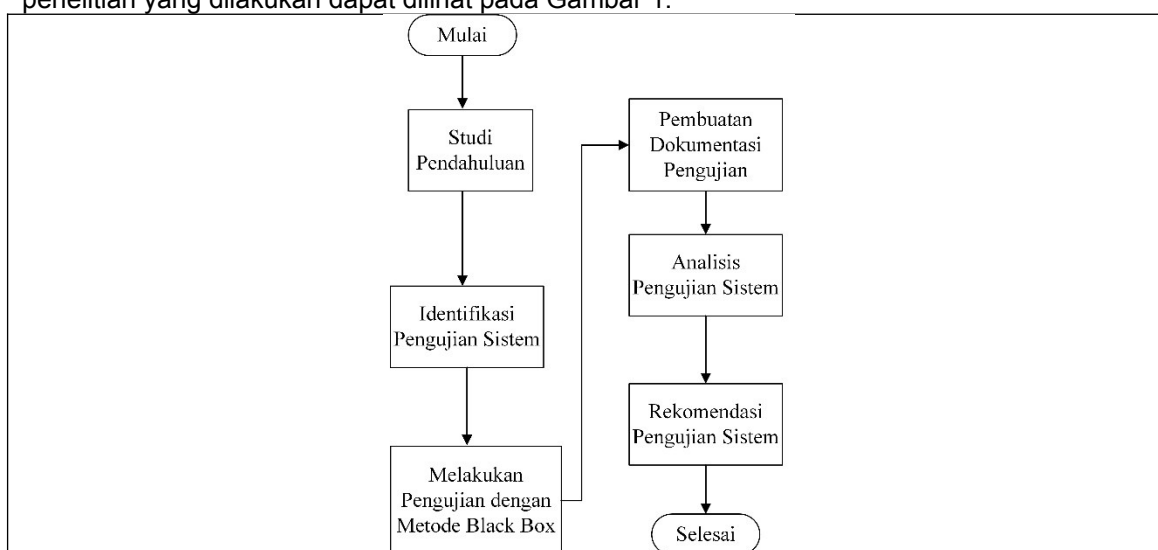 penelitian yang dilakukan dapat dilihat pada Gambar 1.
Mulai
Studi
Pendahuluan
Identifikasi
Pengujian Sistem
Melakukan
Pengujian dengan
Metode Black Box
Pembuatan
Dokumentasi
Pengujian
Analisis
Pengujian Sistem
Rekomendasi
Pengujian Sistem
Selesai